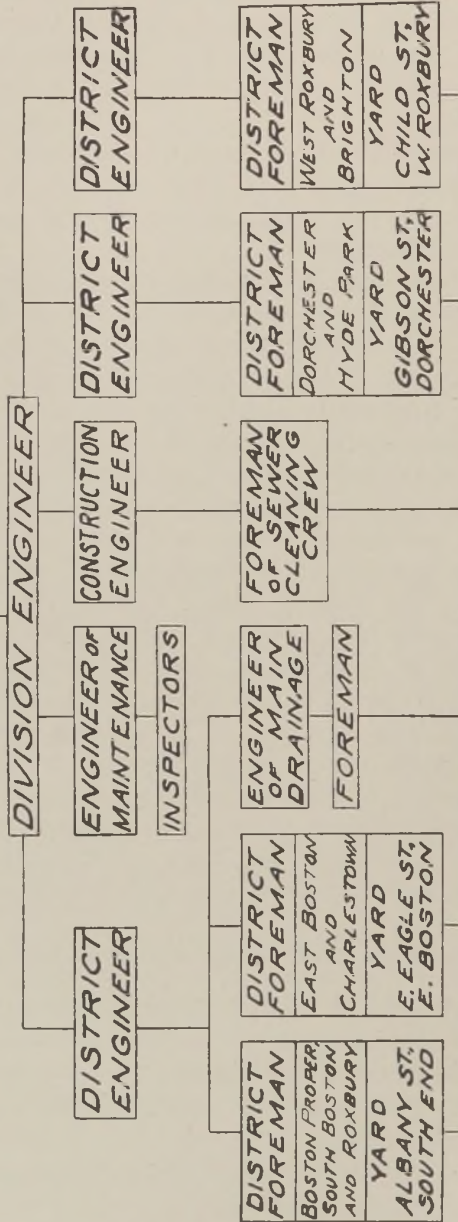 DIVISION ENGINEER
DISTRICT
ENGINEER
ENGINEER OF
MAINTENANCE
INSPECTORS
CONSTRUCTION
ENGINEER
DISTRICT
ENGINEER
DISTRICT
ENGINEER
DISTRICT
FOREMAN
BOSTON PROPER,
SOUTH BOSTON
AND ROXBURY
YARD
ALBANY ST,
SOUTH END
DISTRICT
FOREMAN
EAST BOSTON
AND
CHARLESTOWN
YARD
E. EAGLE ST,
E. BOSTON
ENGINEER
OF MAIN
DRAINAGE
FOREMAN
FOREMAN
OF SEWER
CLEANING
CREW
DISTRICT
FOREMAN
DORCHESTER
AND
HYDE PARK
YARD
GIBSON ST,
DORCHESTER
DISTRICT
FOREMAN
WEST ROXBURY
AND
BRIGHTON
YARD
CHILD ST,
W. ROXBURY